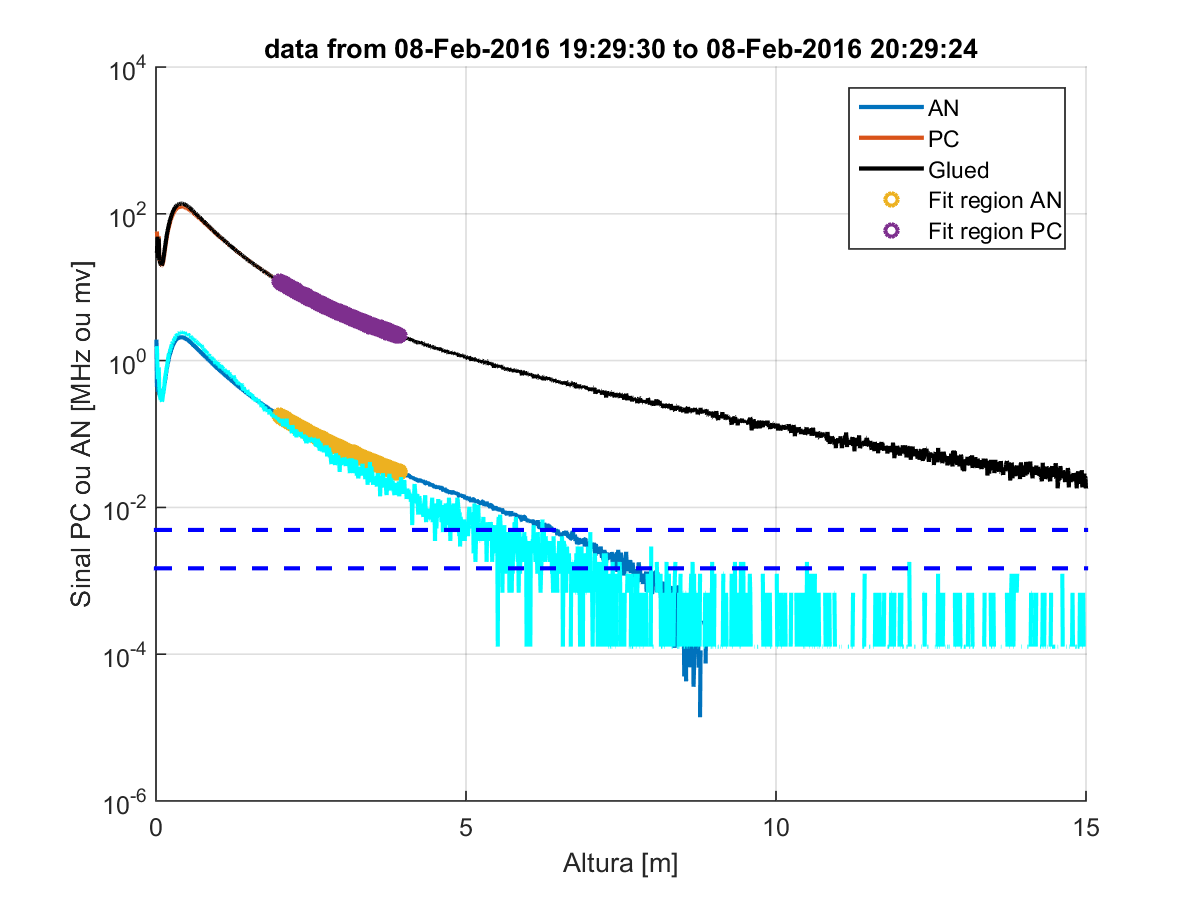 data from 08-Feb-2016 19:29:30 to 08-Feb-2016 20:29:24
10^4
10^2
10^0
10^-2
10^-4
10^-6
Sinal PC ou AN [MHz ou mv]
AN
PC
Glued
Fit region AN
Fit region PC
0 5 10 15
Altura [m]